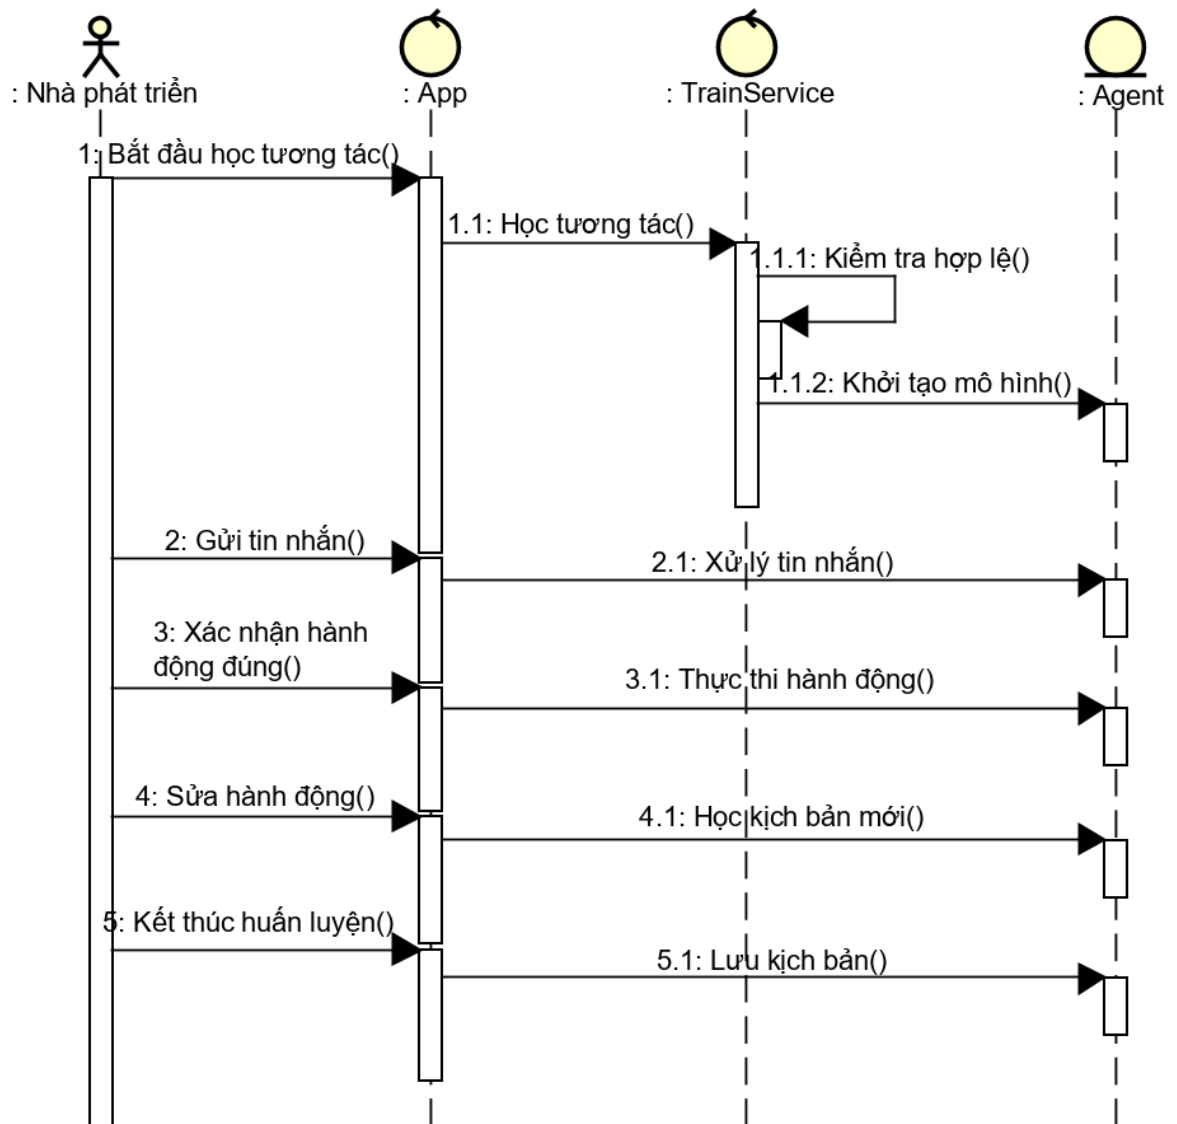 : Nhà phát triển
: App
: TrainService
: Agent
1: Bắt đầu học tương tác()
1.1: Học tương tác()
1.1.1: Kiểm tra hợp lệ()
1.1.2: Khởi tạo mô hình()
2: Gửi tin nhắn()
2.1: Xử lý tin nhắn()
3: Xác nhận hành
động đúng()
3.1: Thực thi hành động()
4: Sửa hành động()
4.1: Học kịch bản mới()
5: Kết thúc huấn luyện()
5.1: Lưu kịch bản()